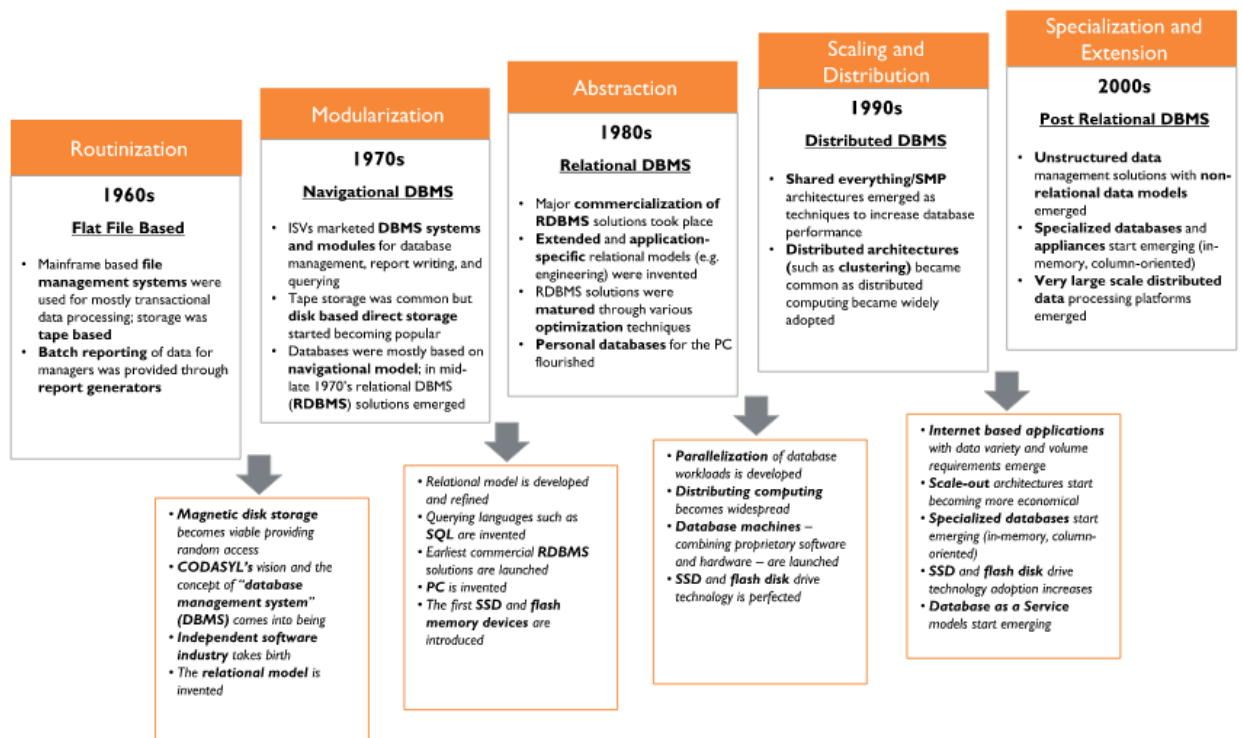 Routinization
1960s
Flat File Based
• Mainframe based file
management systems were
used for mostly transactional
data processing; storage was
tape based
• Batch reporting of data for
managers was provided through
report generators
Modularization
1970s
Navigational DBMS
• ISVs marketed DBMS systems
and modules for database
management, report writing, and
querying
• Tape storage was common but
disk based direct storage
started becoming popular
• Databases were mostly based on
navigational model; in mid-
late 1970's relational DBMS
(RDBMS) solutions emerged
Abstraction
1980s
Relational DBMS
• Major commercialization of
RDBMS solutions took place
• Extended and application-
specific relational models (e.g.
engineering) were invented
• RDBMS solutions were
matured through various
optimization techniques
• Personal databases for the PC
flourished
Scaling and
Distribution
1990s
Distributed DBMS
• Shared everything/SMP
architectures emerged as
techniques to increase database
performance
• Distributed architectures
(such as clustering) became
common as distributed
computing became widely
adopted
Specialization and
Extension
2000s
Post Relational DBMS
• Unstructured data
management solutions with non-
relational data models
emerged
• Specialized databases and
appliances start emerging (in-
memory, column-oriented)
• Very large scale distributed
data processing platforms
emerged
• Magnetic disk storage
becomes viable providing
random access
• CODASYL's vision and the
concept of "database
management system"
(DBMS) comes into being
• Independent software
industry takes birth
• The relational model is
invented
• Relational model is developed
and refined
• Querying languages such as
SQL are invented
• Earliest commercial RDBMS
solutions are launched
• PC is invented
• The first SSD and flash
memory devices are
introduced
• Parallelization of database
workloads is developed
• Distributing computing
becomes widespread
• Database machines –
combining proprietary software
and hardware – are launched
• SSD and flash disk drive
technology is perfected
• Internet based applications
with data variety and volume
requirements emerge
• Scale-out architectures start
becoming more economical
• Specialized databases start
emerging (in-memory, column-
oriented)
• SSD and flash disk drive
technology adoption increases
• Database as a Service
models start emerging